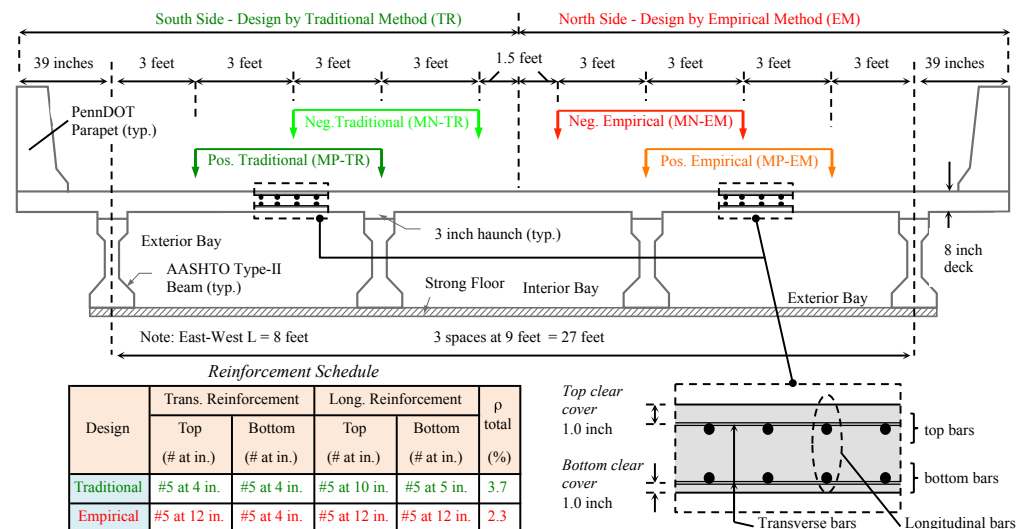 South Side - Design by Traditional Method (TR)
North Side - Design by Empirical Method (EM)
39 inches
3 feet
3 feet
3 feet
3 feet
1.5 feet
3 feet
3 feet
3 feet
3 feet
39 inches
PennDOT
Parapet (typ.)
Neg.Traditional (MN-TR)
Neg. Empirical (MN-EM)
Pos. Traditional (MP-TR)
Pos. Empirical (MP-EM)
3 inch haunch (typ.)
Exterior Bay
8 inch
deck
AASHTO Type-II
Beam (typ.)
Strong Floor
Interior Bay
Exterior Bay
Note: East-West L = 8 feet
3 spaces at 9 feet = 27 feet
Reinforcement Schedule
Design
Trans. Reinforcement
Long. Reinforcement
ρ
total
(%)
Top
(# at in.)
Bottom
(# at in.)
Top
(# at in.)
Bottom
(# at in.)
Traditional #5 at 4 in. #5 at 4 in. #5 at 10 in. #5 at 5 in. 3.7
Empirical #5 at 12 in. #5 at 4 in. #5 at 12 in. #5 at 12 in. 2.3
Top clear
cover
1.0 inch
top bars
Bottom clear
cover
1.0 inch
bottom bars
Transverse bars
Longitudinal bars